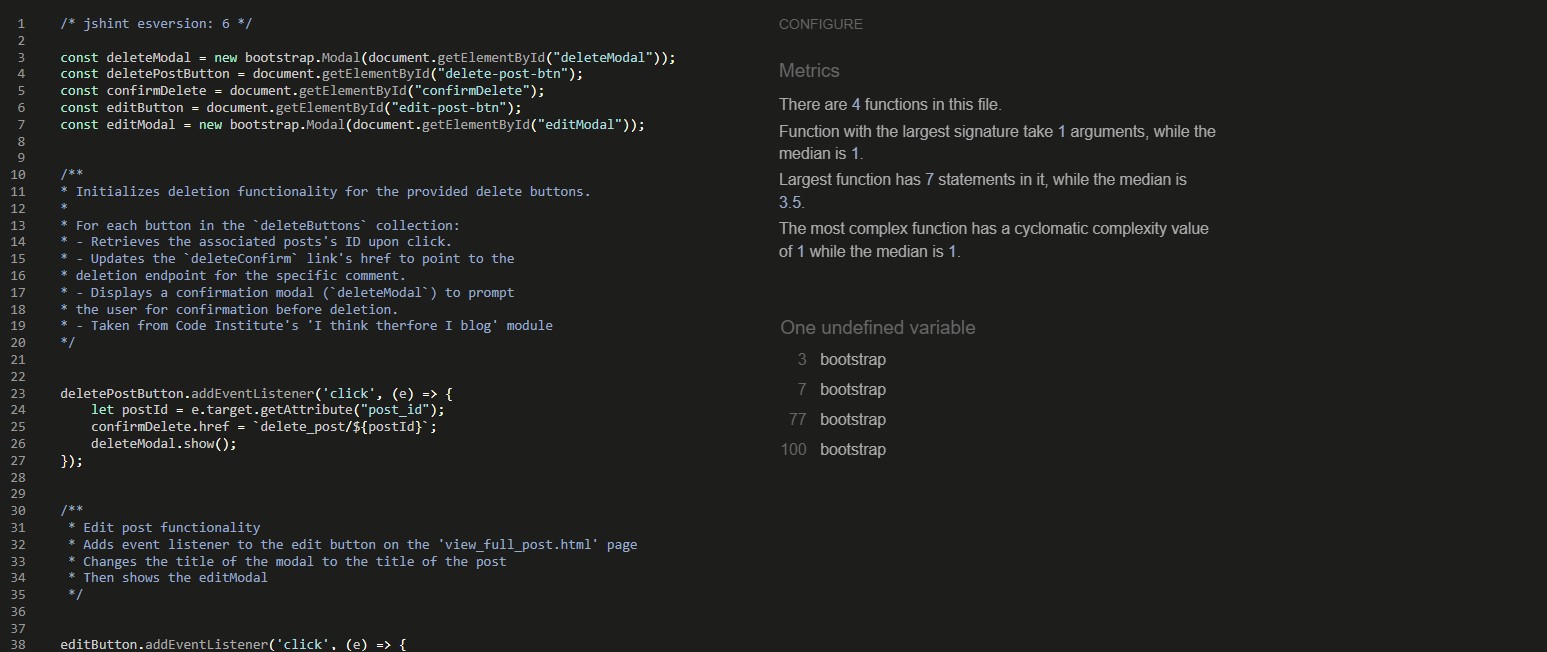 1 /* jshint esversion: 6 */
2
3 const deleteModal = new bootstrap.Modal(document.getElementById("deleteModal"));
4 const deletePostButton = document.getElementById("delete-post-btn");
5 const confirmDelete = document.getElementById("confirmDelete");
6 const editButton = document.getElementById("edit-post-btn");
7 const editModal = new bootstrap.Modal(document.getElementById("editModal"));
8
9
10 /**
11 * Initializes deletion functionality for the provided delete buttons.
12 *
13 * For each button in the `deleteButtons` collection:
14 * - Retrieves the associated posts's ID upon click.
15 * - Updates the `deleteConfirm` link's href to point to the
16 * deletion endpoint for the specific comment.
17 * - Displays a confirmation modal (`deleteModal`) to prompt
18 * the user for confirmation before deletion.
19 * - Taken from Code Institute's 'I think therfore I blog' module
20 */
21
22
23 deletePostButton.addEventListener('click', (e) => {
24 let postId = e.target.getAttribute("post_id");
25 confirmDelete.href = `delete_post/${postId}`;
26 deleteModal.show();
27 });
28
29
30 /**
31 * Edit post functionality
32 * Adds event listener to the edit button on the 'view_full_post.html' page
33 * Changes the title of the modal to the title of the post
34 * Then shows the editModal
35 */
36
37
38 editButton.addEventListener('click', (e) => {
CONFIGURE
Metrics
There are 4 functions in this file.
Function with the largest signature take 1 arguments, while the
median is 1.
Largest function has 7 statements in it, while the median is
3.5.
The most complex function has a cyclomatic complexity value
of 1 while the median is 1.
One undefined variable
3 bootstrap
7 bootstrap
77 bootstrap
100 bootstrap